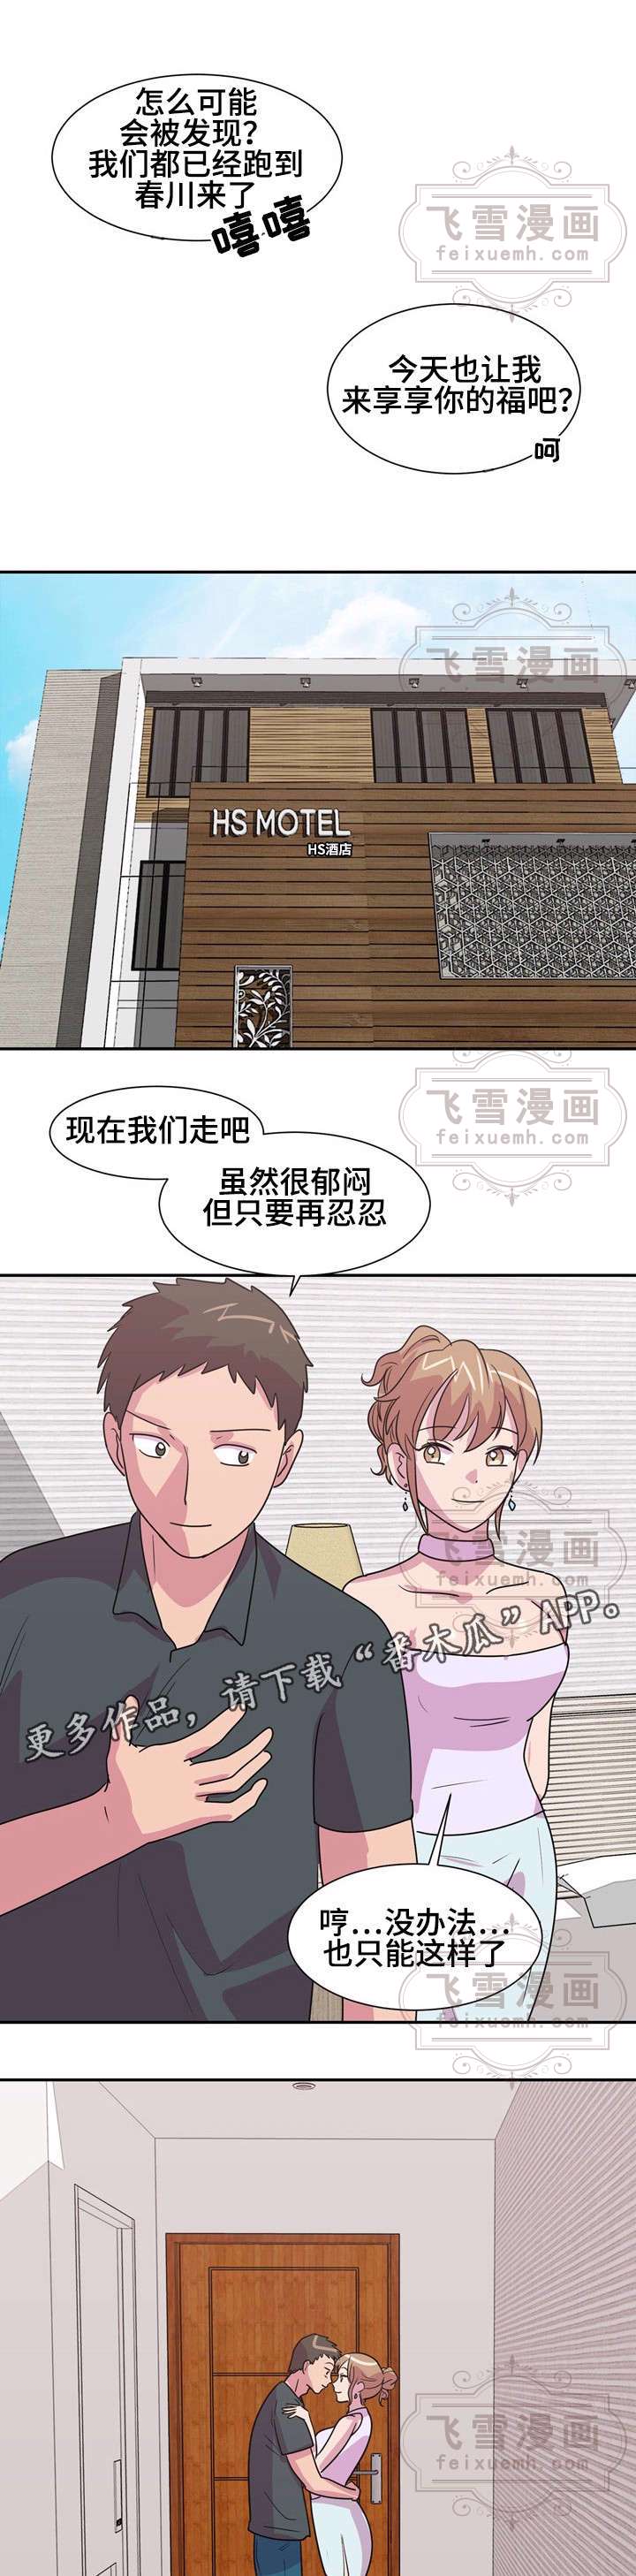 怎么可能
会被发现?
我们都已经跑到
春川来了
嘻嘻
飞雪漫画
feixuemh.com
今天也让我
来享享你的福吧?
呵
飞雪漫画
feixuemh.com
HS MOTEL
HS酒店
飞雪漫画
feixuemh.com
现在我们走吧
虽然很郁闷
但只要再忍忍
飞雪漫画
feixuemh.com
更多作品，请下载“番木瓜”APP。
哼…没办法…
也只能这样了
飞雪漫画
feixuemh.com
飞雪漫画
feixuemh.com